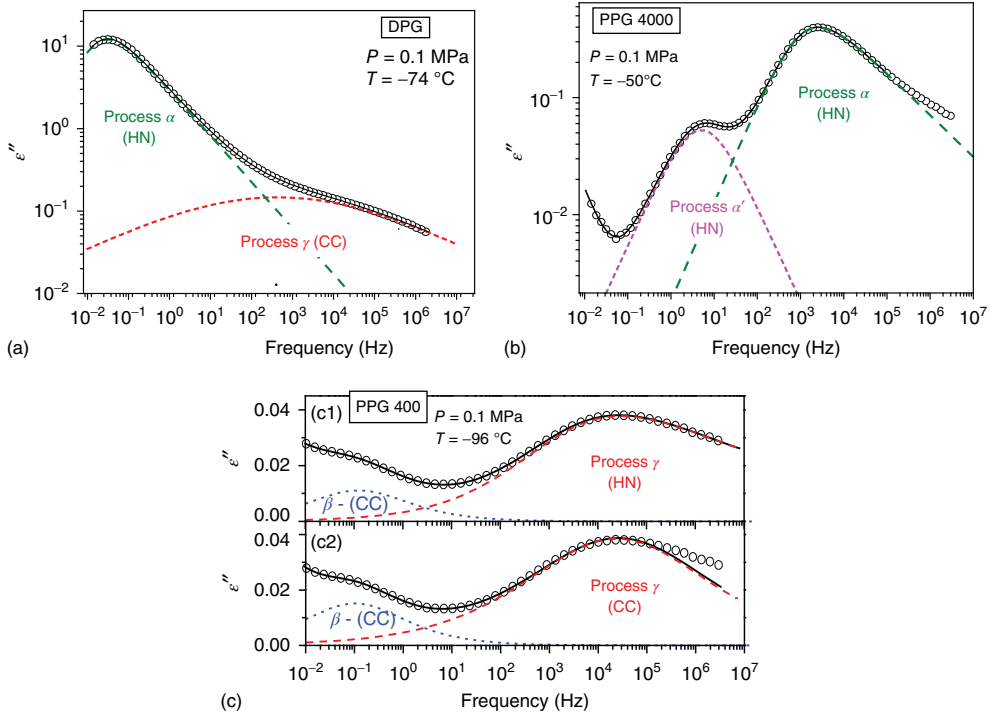 DPG
P = 0.1 MPa
T = −74 °C
Process α
(HN)
Process γ (CC)
ε″
10¹
10⁰
10⁻¹
10⁻²
10⁻² 10⁻¹ 10⁰ 10¹ 10² 10³ 10⁴ 10⁵ 10⁶ 10⁷
Frequency (Hz)
(a)
PPG 4000
P = 0.1 MPa
T = −50°C
Process α
(HN)
Process α′
(HN)
ε″
10⁻¹
10⁻²
10⁻² 10⁻¹ 10⁰ 10¹ 10² 10³ 10⁴ 10⁵ 10⁶ 10⁷
Frequency (Hz)
(b)
PPG 400
(c1)
P = 0.1 MPa
T = −96 °C
Process γ
(HN)
β - (CC)
ε″
0.04
0.02
0.00
(c2)
Process γ
(CC)
β - (CC)
ε″
0.04
0.02
0.00
10⁻² 10⁻¹ 10⁰ 10¹ 10² 10³ 10⁴ 10⁵ 10⁶ 10⁷
Frequency (Hz)
(c)